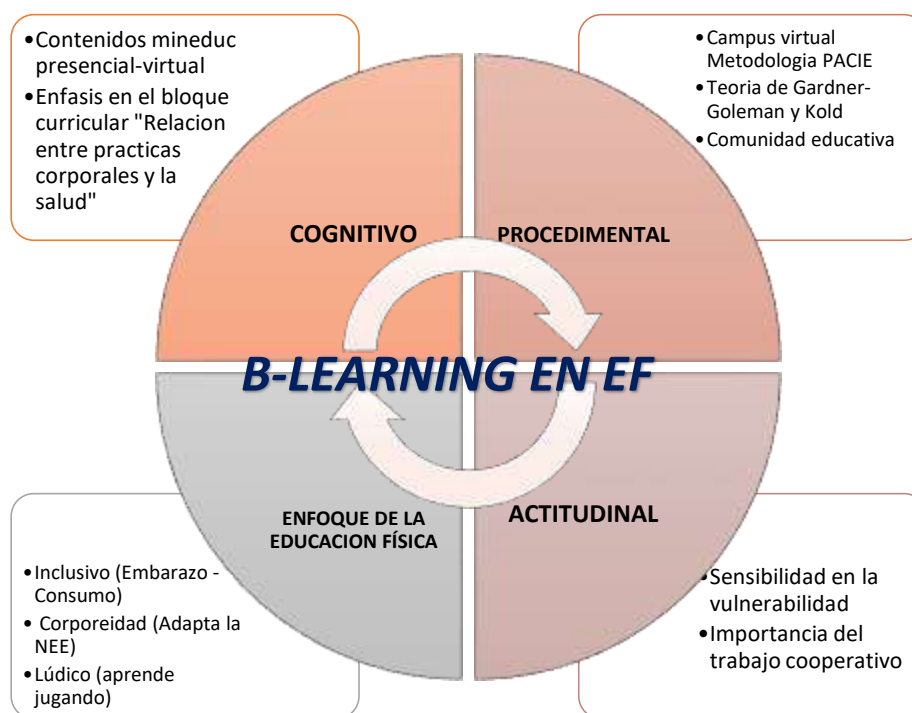 •Contenidos mineduc
presencial-virtual
•Enfasis en el bloque
curricular "Relacion
entre practicas
corporales y la
salud"
•Campus virtual
Metodologia PACIE
•Teoria de Gardner-
Goleman y Kold
•Comunidad educativa
COGNITIVO
PROCEDIMENTAL
B-LEARNING EN EF
ENFOQUE DE LA
EDUCACION FÍSICA
ACTITUDINAL
•Inclusivo (Embarazo -
Consumo)
• Corporeidad (Adapta la
NEE)
•Lúdico (aprende
jugando)
•Sensibilidad en la
vulnerabilidad
•Importancia del
trabajo cooperativo